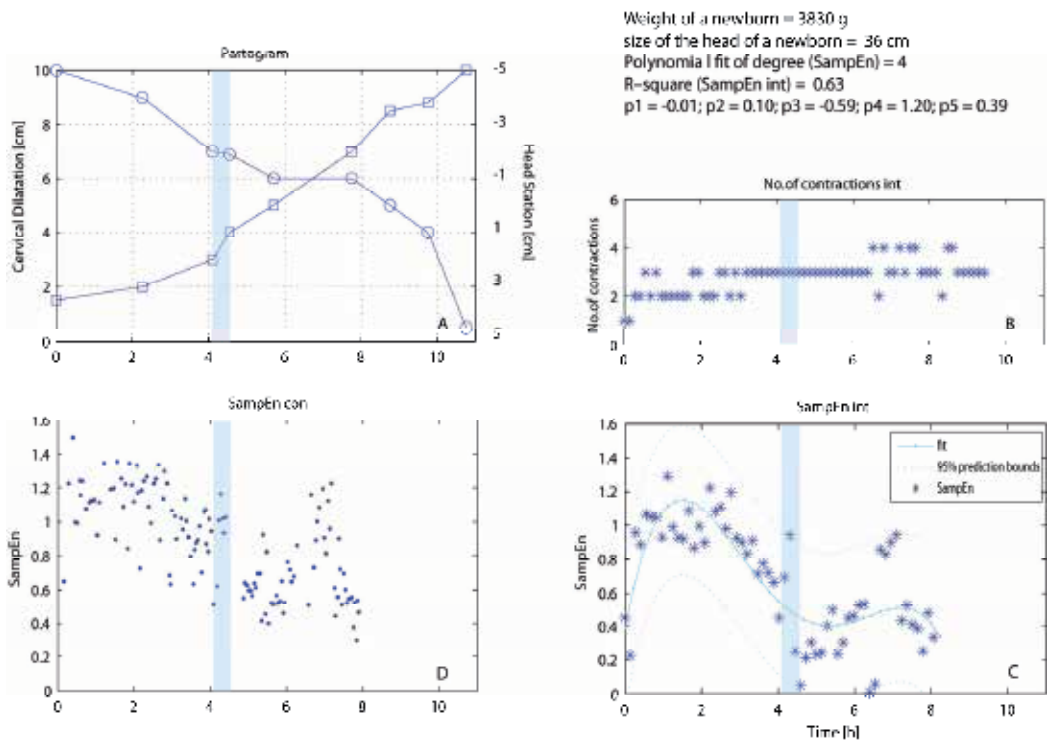 Weight of a newborn = 3830 g
size of the head of a newborn = 36 cm
Polynomia l fit of degree (SampEn) = 4
R-square (SampEn int) = 0.63
p1 = -0.01; p2 = 0.10; p3 = -0.59; p4 = 1.20; p5 = 0.39
Partogram
Cervical Dilatation [cm]
10
8
6
4
2
0
-5
-3
-1
1
3
5
Head Station [cm]
A
0 2 4 6 8 10
No.of contractions int
No.of contractions
6
4
2
0
B
0 2 4 6 8 10
SampEn con
SampEn
1.6
1.4
1.2
1
0.8
0.6
0.4
0.2
0
D
0 2 4 6 8 10
SampEn int
SampEn
1.6
1.4
1.2
1
0.8
0.6
0.4
0.2
0
fit
95% prediction bounds
SampEn
C
0 2 4 6 8 10
Time [h]